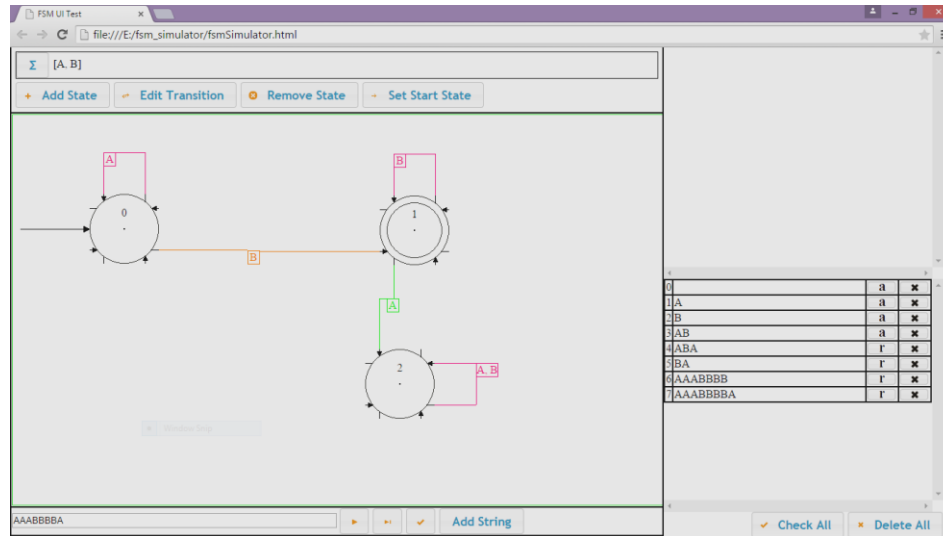 FSM UI Test
file:///E:/fsm_simulator/fsmSimulator.html
Σ [A. B]
Add State Edit Transition Remove State Set Start State
A
B
0
1
B
A
2
A. B
0 a
1 A a
2 B a
3 AB a
4 ABA r
5 BA r
6 AAABBBB r
7 AAABBBBA r
AAABBBBA Add String
Check All Delete All